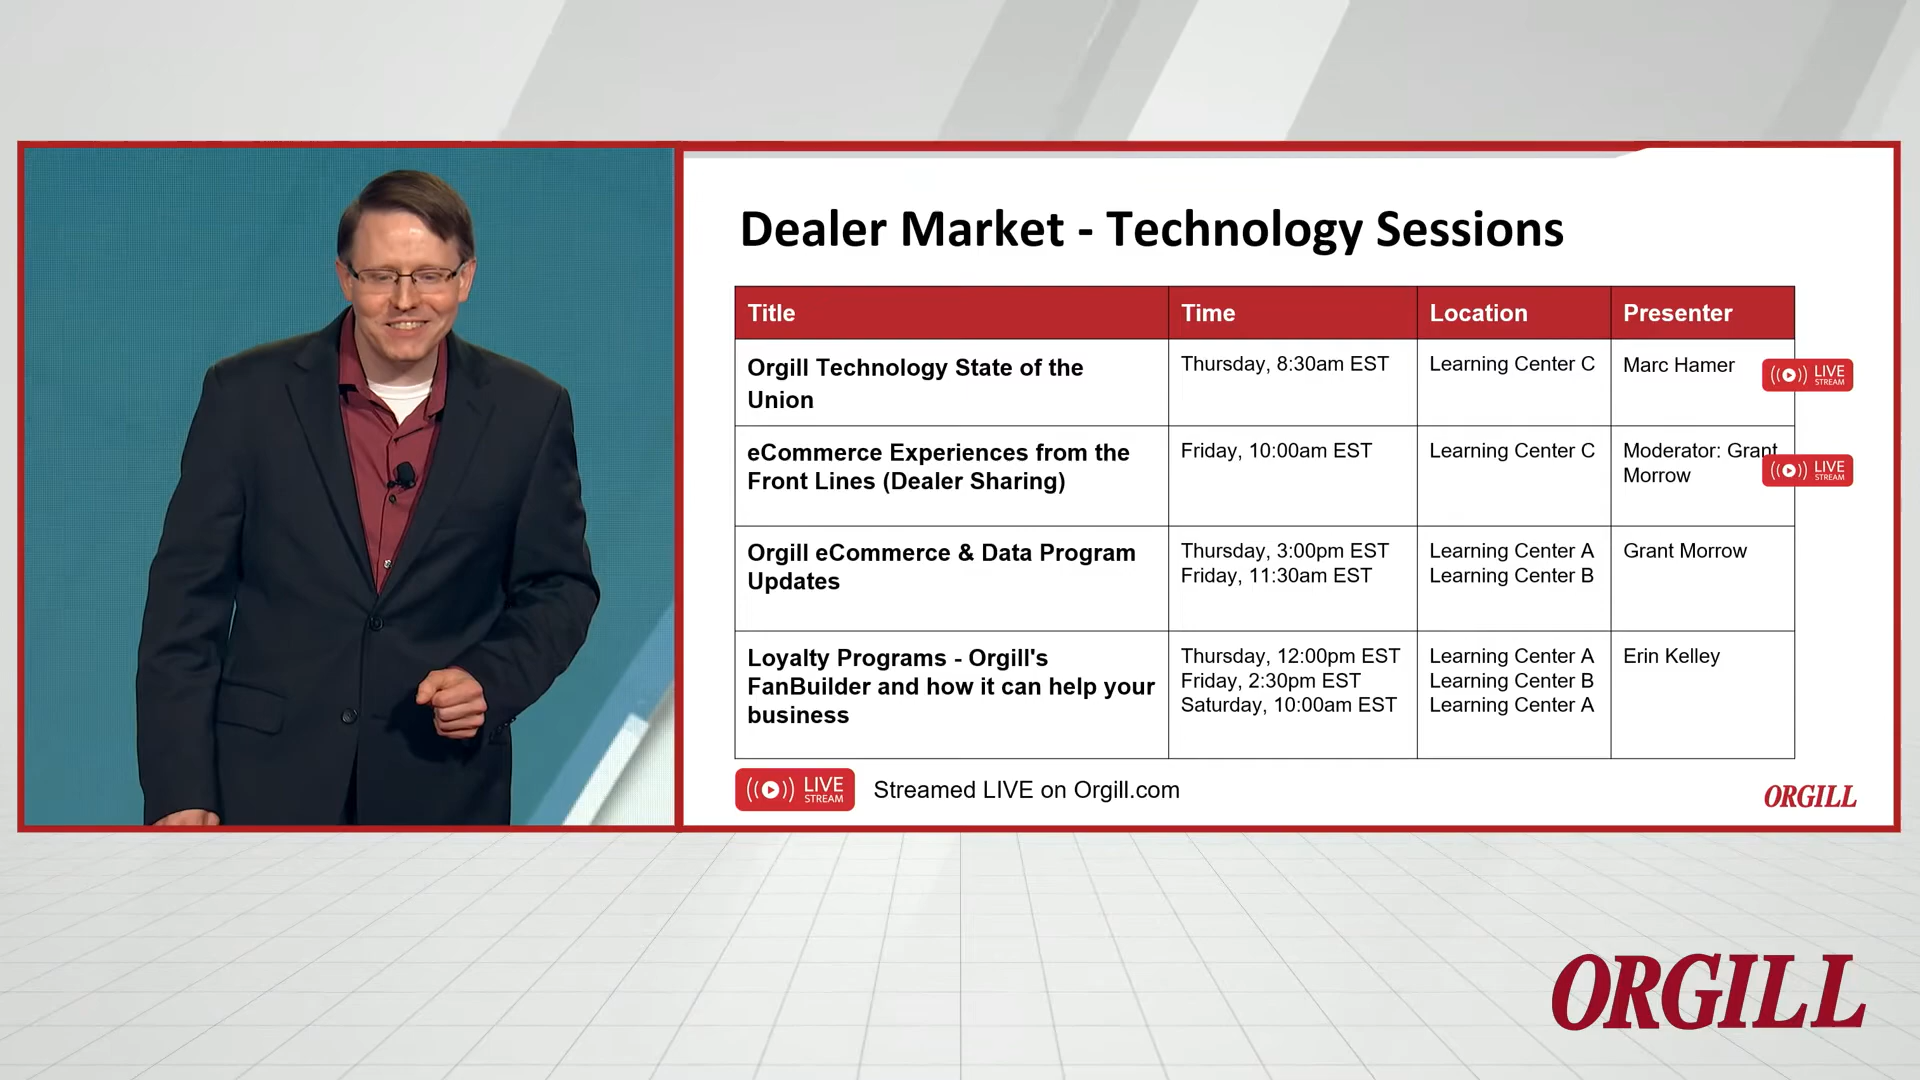 Dealer Market - Technology Sessions
Title Time Location Presenter
Orgill Technology State of the
Union
Thursday, 8:30am EST
Learning Center C
Marc Hamer
LIVE
STREAM
eCommerce Experiences from the
Front Lines (Dealer Sharing)
Friday, 10:00am EST
Learning Center C
Moderator: Grant
Morrow
LIVE
STREAM
Orgill eCommerce & Data Program
Updates
Thursday, 3:00pm EST
Friday, 11:30am EST
Learning Center A
Learning Center B
Grant Morrow
Loyalty Programs - Orgill's
FanBuilder and how it can help your
business
Thursday, 12:00pm EST
Friday, 2:30pm EST
Saturday, 10:00am EST
Learning Center A
Learning Center B
Learning Center A
Erin Kelley
LIVE
STREAM
Streamed LIVE on Orgill.com
ORGILL
ORGILL